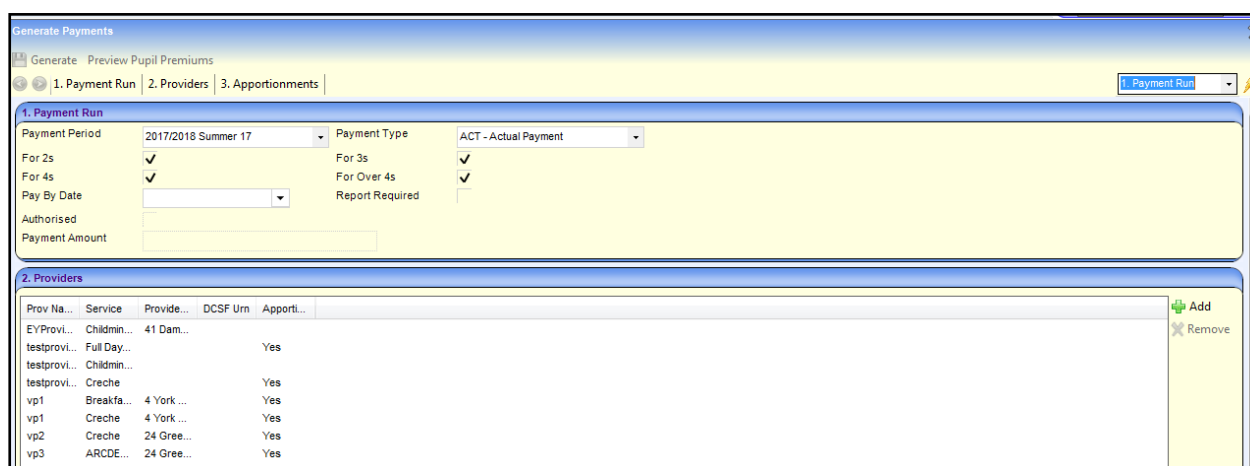 Generate Payments
Generate Preview Pupil Premiums
1. Payment Run 2. Providers 3. Apportionments 1. Payment Run
1. Payment Run
Payment Period 2017/2018 Summer 17 Payment Type ACT - Actual Payment
For 2s For 3s
For 4s For Over 4s
Pay By Date Report Required
Authorised
Payment Amount
2. Providers
Prov Na... Service Provide... DCSF Urn Apporti... Add
EYProvi... Childmin... 41 Dam... Remove
testprovi... Full Day... Yes
testprovi... Childmin...
testprovi... Creche Yes
vp1 Breakfa... 4 York ... Yes
vp1 Creche 4 York ... Yes
vp2 Creche 24 Gree... Yes
vp3 ARCDE... 24 Gree... Yes